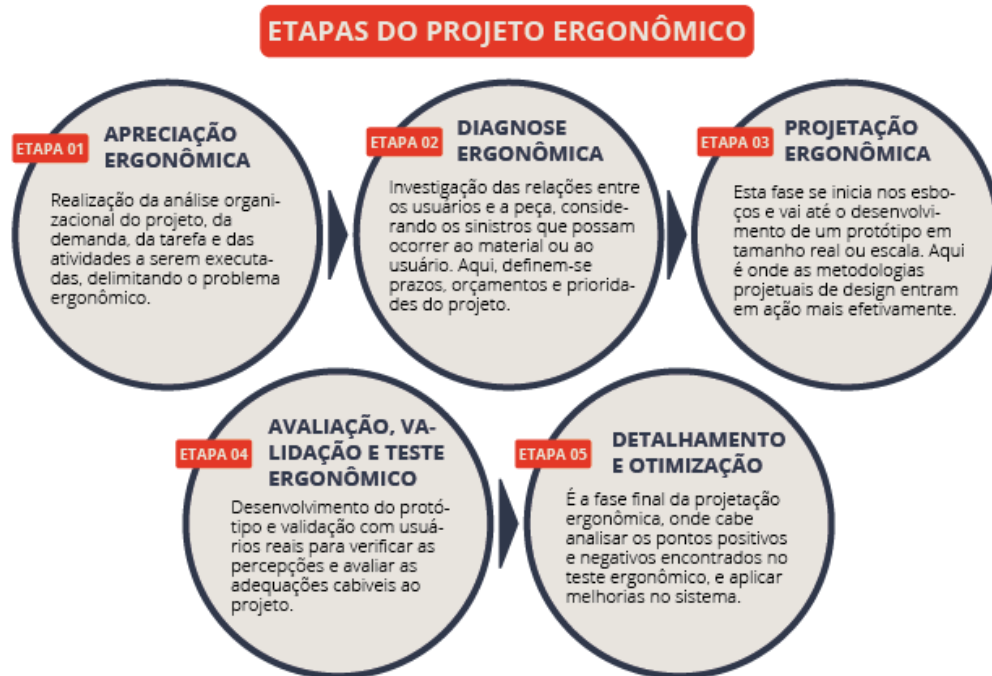 ETAPAS DO PROJETO ERGONÔMICO
ETAPA 01
APRECIAÇÃO
ERGONÔMICA
Realização da análise organi-
zacional do projeto, da
demanda, da tarefa e das
atividades a serem executa-
das, delimitando o problema
ergonômico.
ETAPA 02
DIAGNOSE
ERGONÔMICA
Investigação das relações entre
os usuários e a peça, conside-
rando os sinistros que possam
ocorrer ao material ou ao
usuário. Aqui, definem-se
prazos, orçamentos e priorida-
des do projeto.
ETAPA 03
PROJETAÇÃO
ERGONÔMICA
Esta fase se inicia nos esbo-
ços e vai até o desenvolvi-
mento de um protótipo em
tamanho real ou escala. Aqui
é onde as metodologias
projetuais de design entram
em ação mais efetivamente.
ETAPA 04
AVALIAÇÃO, VA-
LIDAÇÃO E TESTE
ERGONÔMICO
Desenvolvimento do protó-
tipo e validação com usuá-
rios reais para verificar as
percepções e avaliar as
adequações cabiveis ao
projeto.
ETAPA 05
DETALHAMENTO
E OTIMIZAÇÃO
É a fase final da projetação
ergonômica, onde cabe
analisar os pontos positivos
e negativos encontrados no
teste ergonômico, e aplicar
melhorias no sistema.